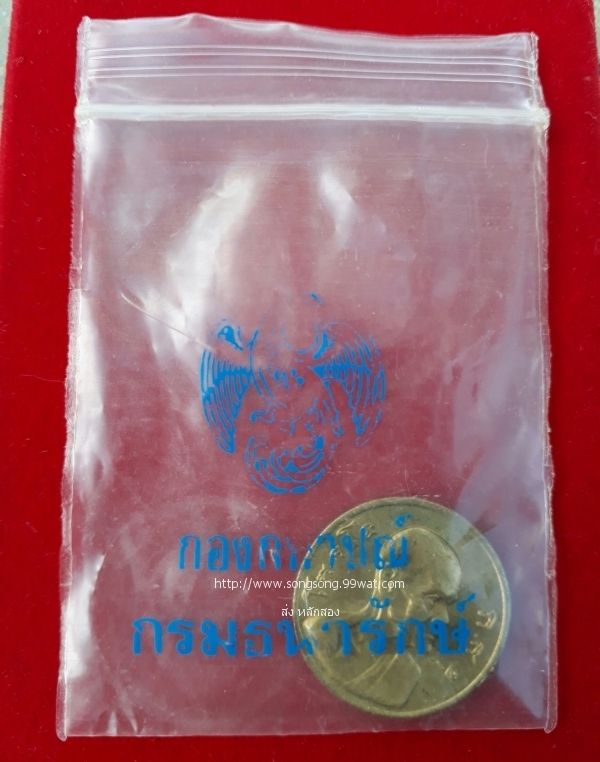 กองกษาปณ์
http://www.songsong.99wat.com
ส่ง หลักสอง
กรมธนารักษ์